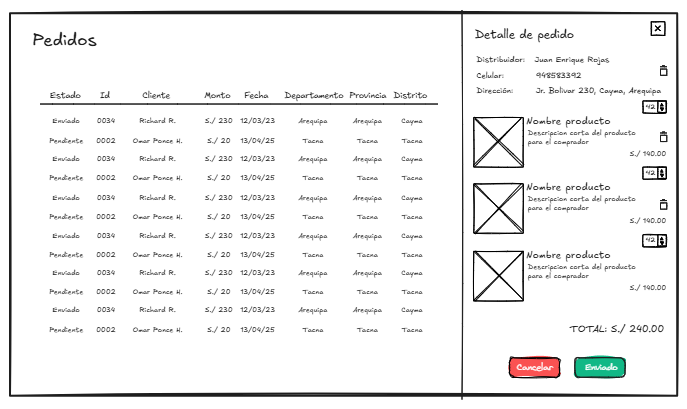 Pedidos
Estado Id Cliente Monto Fecha Departamento Provincia Distrito
Enviado 0034 Richard R. S./ 230 12/03/23 Arequipa Arequipa Cayma
Pendiente 0002 Omar Ponce H. S./ 20 13/04/25 Tacna Tacna Tacna
Enviado 0034 Richard R. S./ 230 12/03/23 Arequipa Arequipa Cayma
Pendiente 0002 Omar Ponce H. S./ 20 13/04/25 Tacna Tacna Tacna
Enviado 0034 Richard R. S./ 230 12/03/23 Arequipa Arequipa Cayma
Pendiente 0002 Omar Ponce H. S./ 20 13/04/25 Tacna Tacna Tacna
Enviado 0034 Richard R. S./ 230 12/03/23 Arequipa Arequipa Cayma
Pendiente 0002 Omar Ponce H. S./ 20 13/04/25 Tacna Tacna Tacna
Enviado 0034 Richard R. S./ 230 12/03/23 Arequipa Arequipa Cayma
Pendiente 0002 Omar Ponce H. S./ 20 13/04/25 Tacna Tacna Tacna
Enviado 0034 Richard R. S./ 230 12/03/23 Arequipa Arequipa Cayma
Pendiente 0002 Omar Ponce H. S./ 20 13/04/25 Tacna Tacna Tacna
Detalle de pedido
Distribuidor: Juan Enrique Rojas
Celular: 948583392
Dirección: Jr. Bolivar 230, Cayma, Arequipa
42
Nombre producto
Descripcion corta del producto
para el comprador
S./ 140.00
42
Nombre producto
Descripcion corta del producto
para el comprador
S./ 140.00
42
Nombre producto
Descripcion corta del producto
para el comprador
S./ 140.00
TOTAL: S./ 240.00
Cancelar Enviado